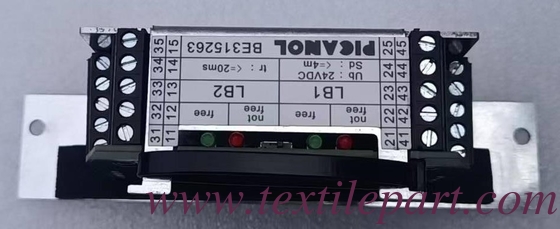 41 42 43 44 45
21 22 23 24 25
not free
free
not free
free
LB1
LB2
Ub : 24VDC
Sd : <=4m
tr : <=20ms
PICANOL BE315263
11 12 13 14 15
31 32 33 34 35
www.textilepart.com